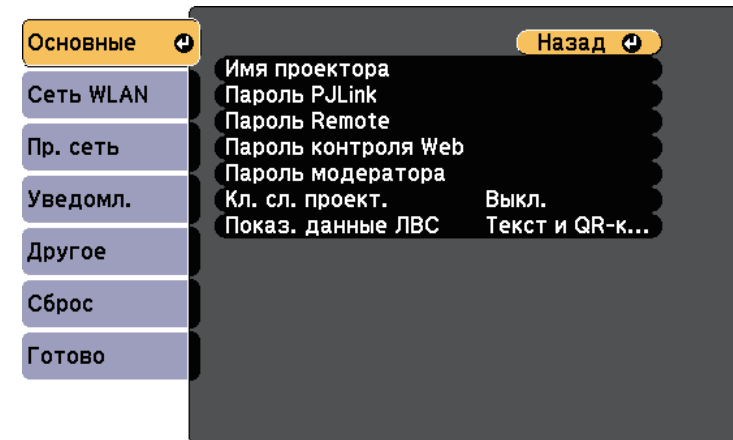 Основные
Сеть WLAN
Пр. сеть
Уведомл.
Другое
Сброс
Готово
Назад
Имя проектора
Пароль PJLink
Пароль Remote
Пароль контроля Web
Пароль модератора
Кл. сл. проект. Выкл.
Показ. данные ЛВС Текст и QR-к...